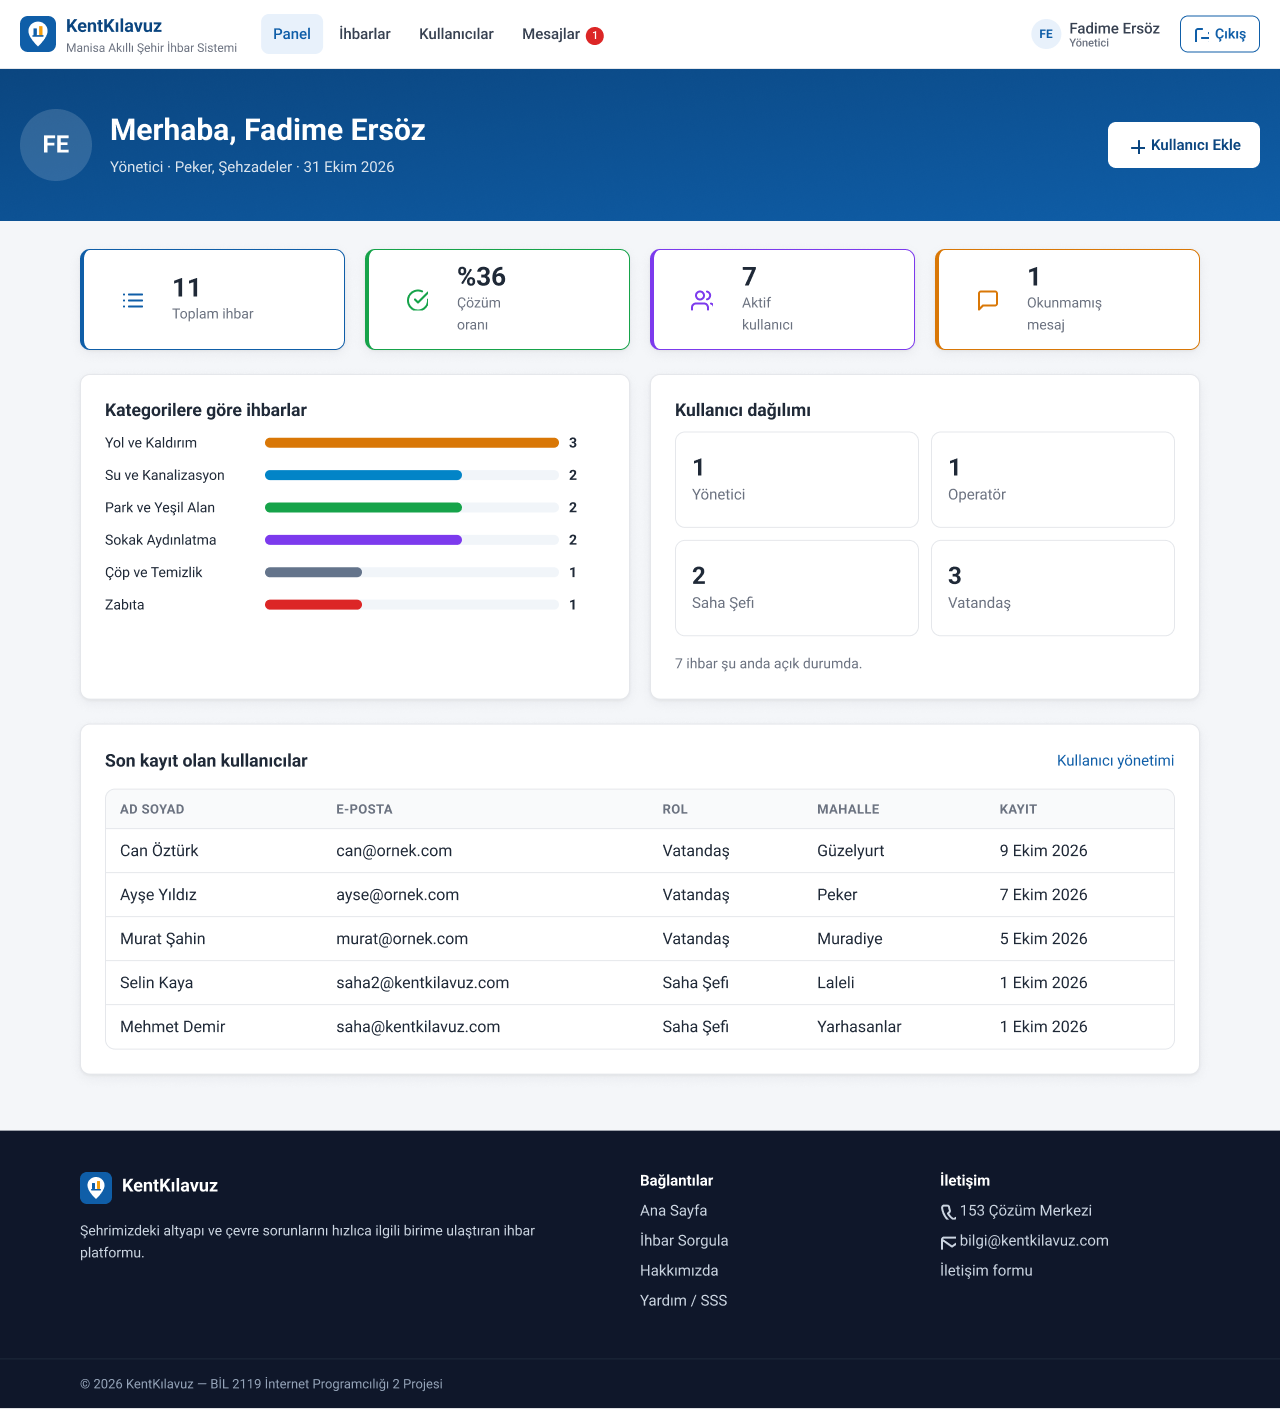 KentKılavuz
Manisa Akıllı Şehir İhbar Sistemi
Panel
İhbarlar
Kullanıcılar
Mesajlar 1
FE
Fadime Ersöz
Yönetici
Çıkış
FE
Merhaba, Fadime Ersöz
Yönetici · Peker, Şehzadeler · 31 Ekim 2026
Kullanıcı Ekle
11
Toplam ihbar
%36
Çözüm
oranı
7
Aktif
kullanıcı
1
Okunmamış
mesaj
Kategorilere göre ihbarlar
Yol ve Kaldırım 3
Su ve Kanalizasyon 2
Park ve Yeşil Alan 2
Sokak Aydınlatma 2
Çöp ve Temizlik 1
Zabıta 1
Kullanıcı dağılımı
1
Yönetici
1
Operatör
2
Saha Şefi
3
Vatandaş
7 ihbar şu anda açık durumda.
Son kayıt olan kullanıcılar
Kullanıcı yönetimi
AD SOYAD E-POSTA ROL MAHALLE KAYIT
Can Öztürk can@ornek.com Vatandaş Güzelyurt 9 Ekim 2026
Ayşe Yıldız ayse@ornek.com Vatandaş Peker 7 Ekim 2026
Murat Şahin murat@ornek.com Vatandaş Muradiye 5 Ekim 2026
Selin Kaya saha2@kentkilavuz.com Saha Şefi Laleli 1 Ekim 2026
Mehmet Demir saha@kentkilavuz.com Saha Şefi Yarhasanlar 1 Ekim 2026
KentKılavuz
Şehrimizdeki altyapı ve çevre sorunlarını hızlıca ilgili birime ulaştıran ihbar
platformu.
Bağlantılar
Ana Sayfa
İhbar Sorgula
Hakkımızda
Yardım / SSS
İletişim
153 Çözüm Merkezi
bilgi@kentkilavuz.com
İletişim formu
© 2026 KentKılavuz — BİL 2119 İnternet Programcılığı 2 Projesi